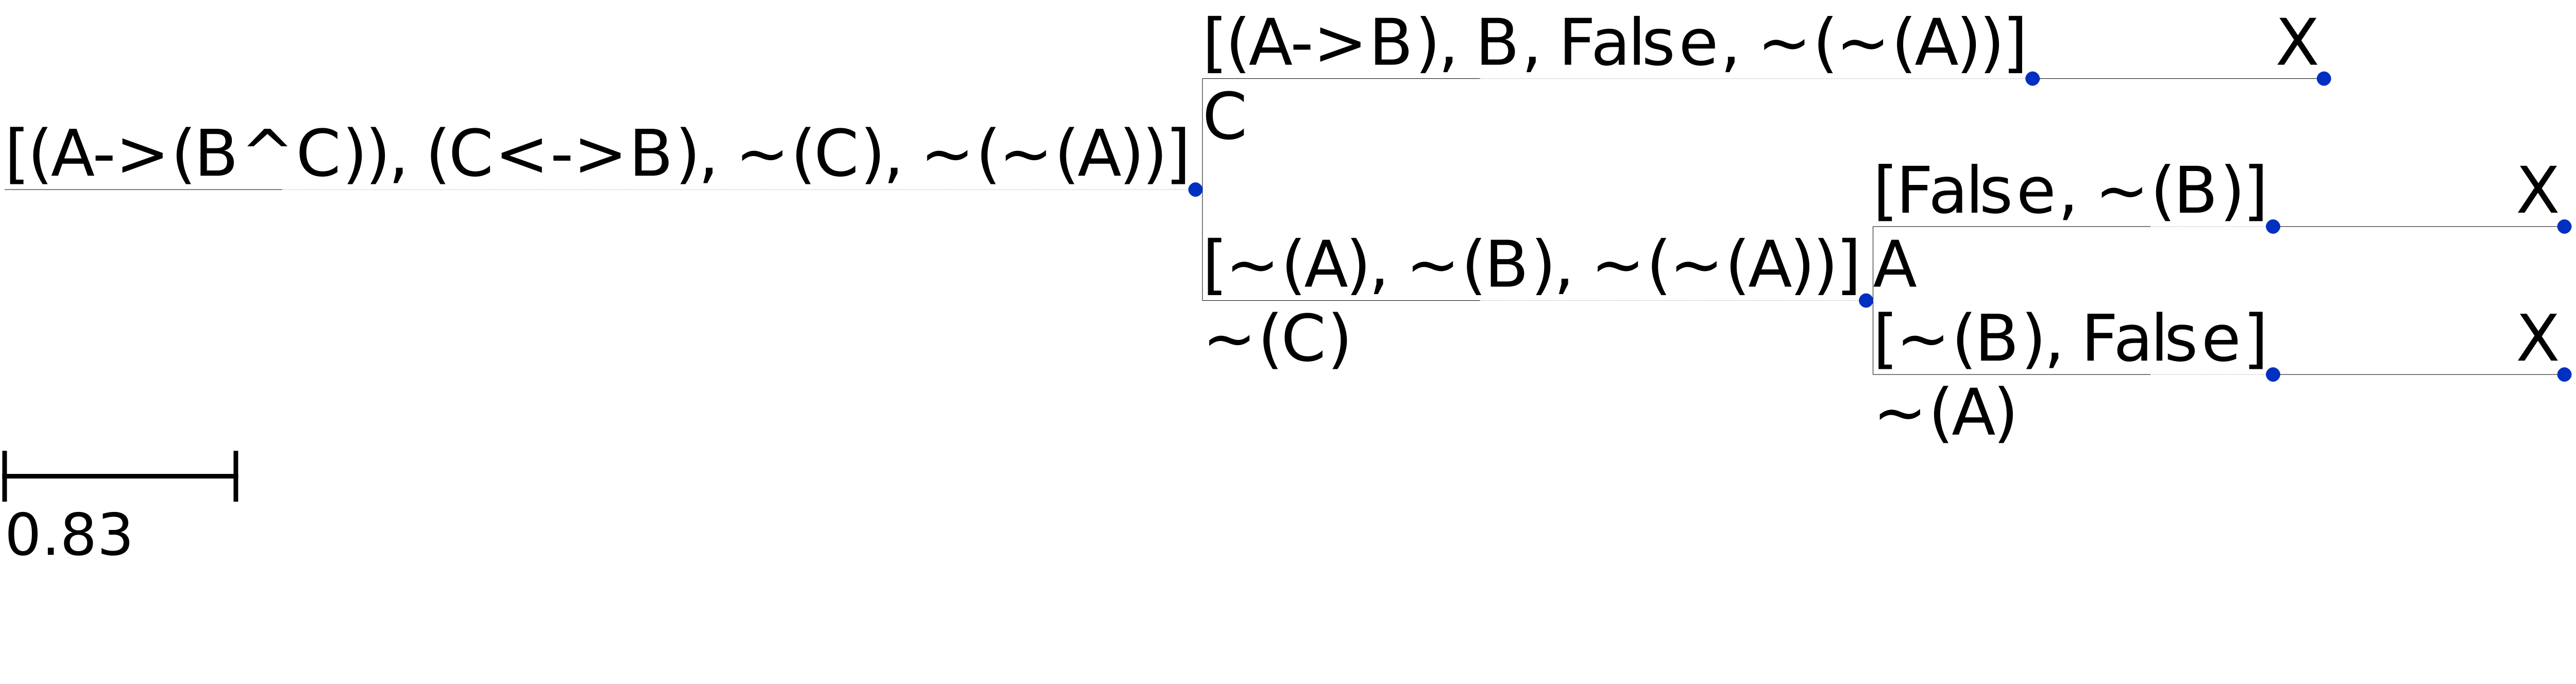 [(A->B), B, False, ~(~(A))]
X
C
[(A->(B^C)), (C<->B), ~(C), ~(~(A))]
[False, ~(B)]
X
[~(A), ~(B), ~(~(A))]
A
~(C)
[~(B), False]
X
~(A)
0.83